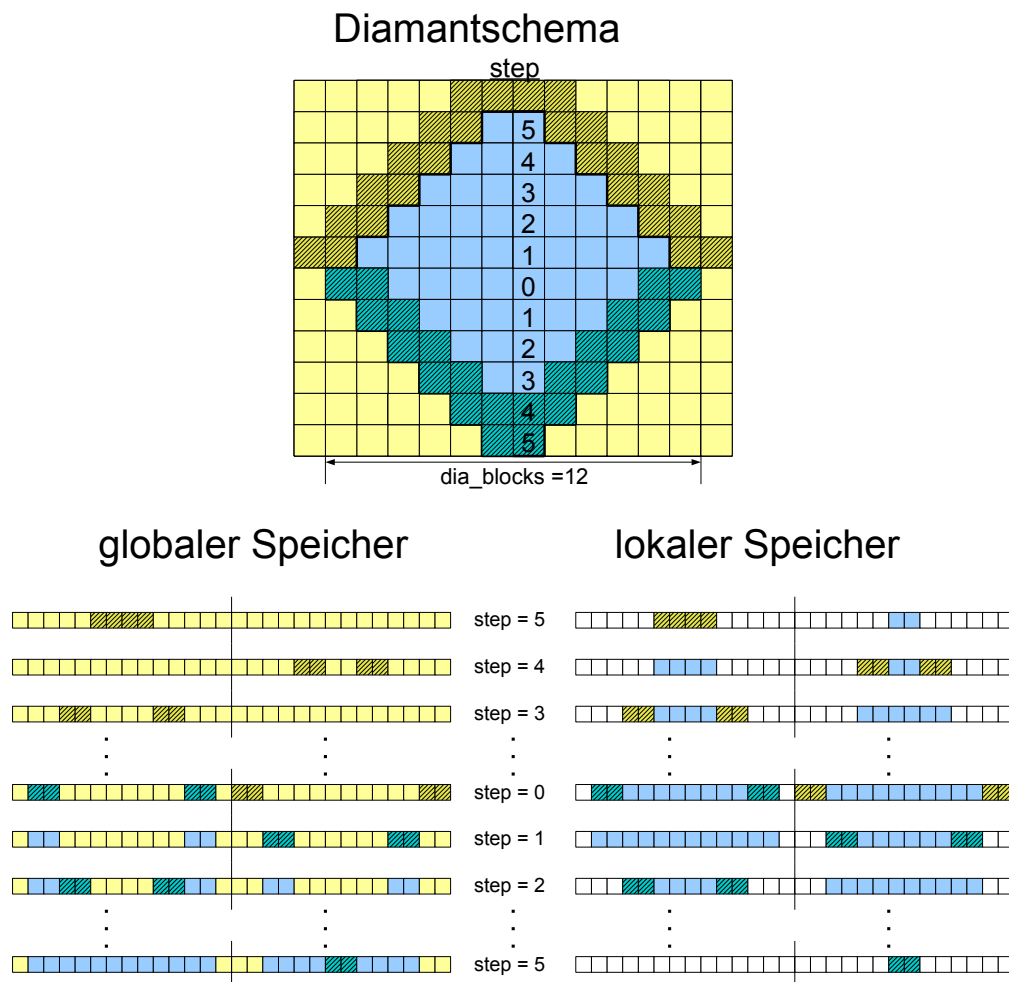 Diamantschema
step
5
4
3
2
1
0
1
2
3
4
5
dia_blocks =12
globaler Speicher
lokaler Speicher
step = 5
step = 4
step = 3
step = 0
step = 1
step = 2
step = 5